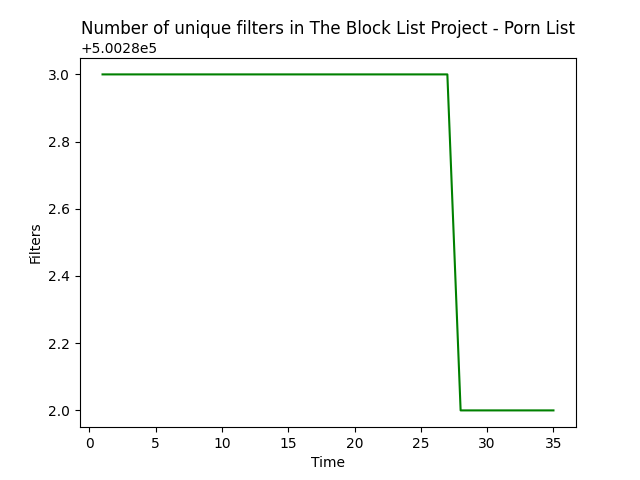 Number of unique filters in The Block List Project - Porn List
+5.0028e5
3.0
2.8
2.6
2.4
2.2
2.0
Filters
0 5 10 15 20 25 30 35
Time